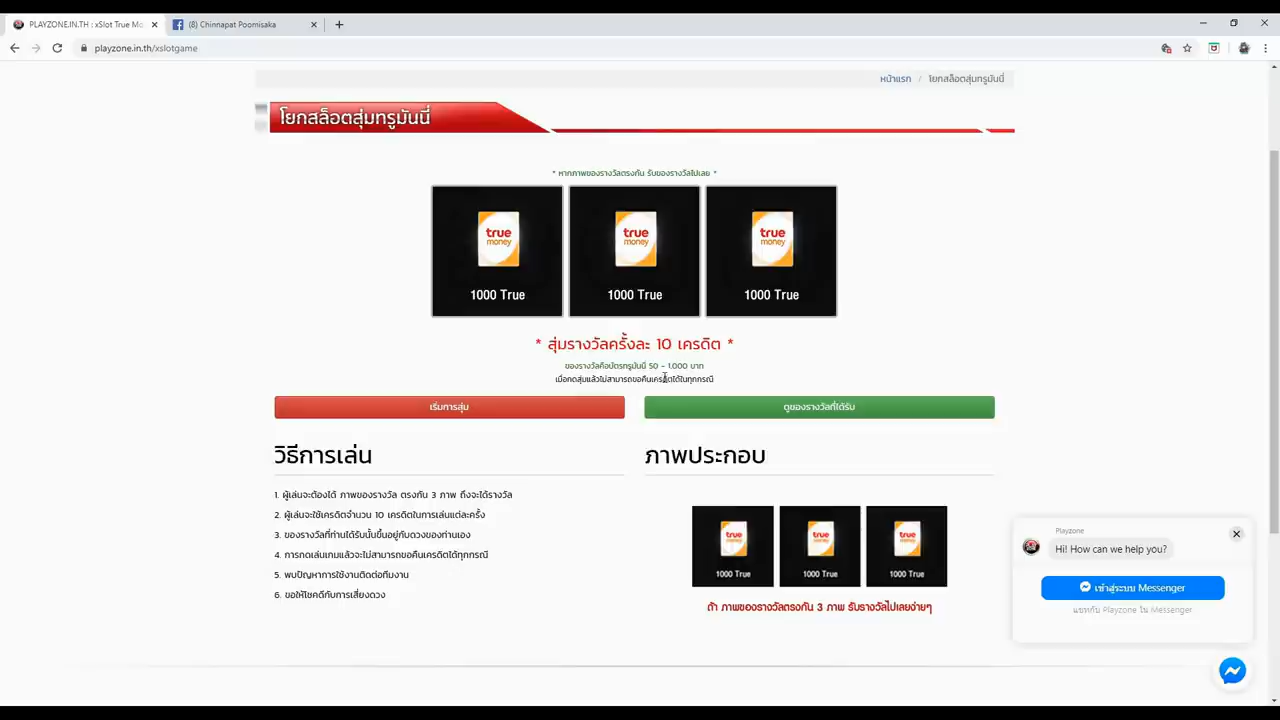 PLAYZONE.IN.TH : xSlot True Mo
(8) Chinnapat Poomisaka
playzone.in.th/xslotgame
หน้าแรก / โยกสล็อตสุ่มทรูมันนี่
โยกสล็อตสุ่มทรูมันนี่
* หากภาพของรางวัลตรงกัน รับของรางวัลไปเลย *
true money
1000 True
true money
1000 True
true money
1000 True
* สุ่มรางวัลครั้งละ 10 เครดิต *
ของรางวัลคือบัตรทรูมันนี่ 50 - 1,000 บาท
เมื่อกดสุ่มแล้วไม่สามารถขอคืนเครดิตได้ในทุกกรณี
เริ่มการสุ่ม
ดูของรางวัลที่ได้รับ
วิธีการเล่น
1. ผู้เล่นจะต้องได้ ภาพของรางวัล ตรงกัน 3 ภาพ ถึงจะได้รางวัล
2. ผู้เล่นจะใช้เครดิตจำนวน 10 เครดิตในการเล่นแต่ละครั้ง
3. ของรางวัลที่ท่านได้รับนั้นขึ้นอยู่กับดวงของท่านเอง
4. การกดเล่นเกมแล้วจะไม่สามารถขอคืนเครดิตได้ทุกกรณี
5. พบปัญหาการใช้งานติดต่อทีมงาน
6. ขอให้โชคดีกับการเสี่ยงดวง
ภาพประกอบ
true money
1000 True
true money
1000 True
true money
1000 True
ถ้า ภาพของรางวัลตรงกัน 3 ภาพ รับรางวัลไปเลยง่ายๆ
Playzone
Hi! How can we help you?
เข้าสู่ระบบ Messenger
แชทกับ Playzone ใน Messenger